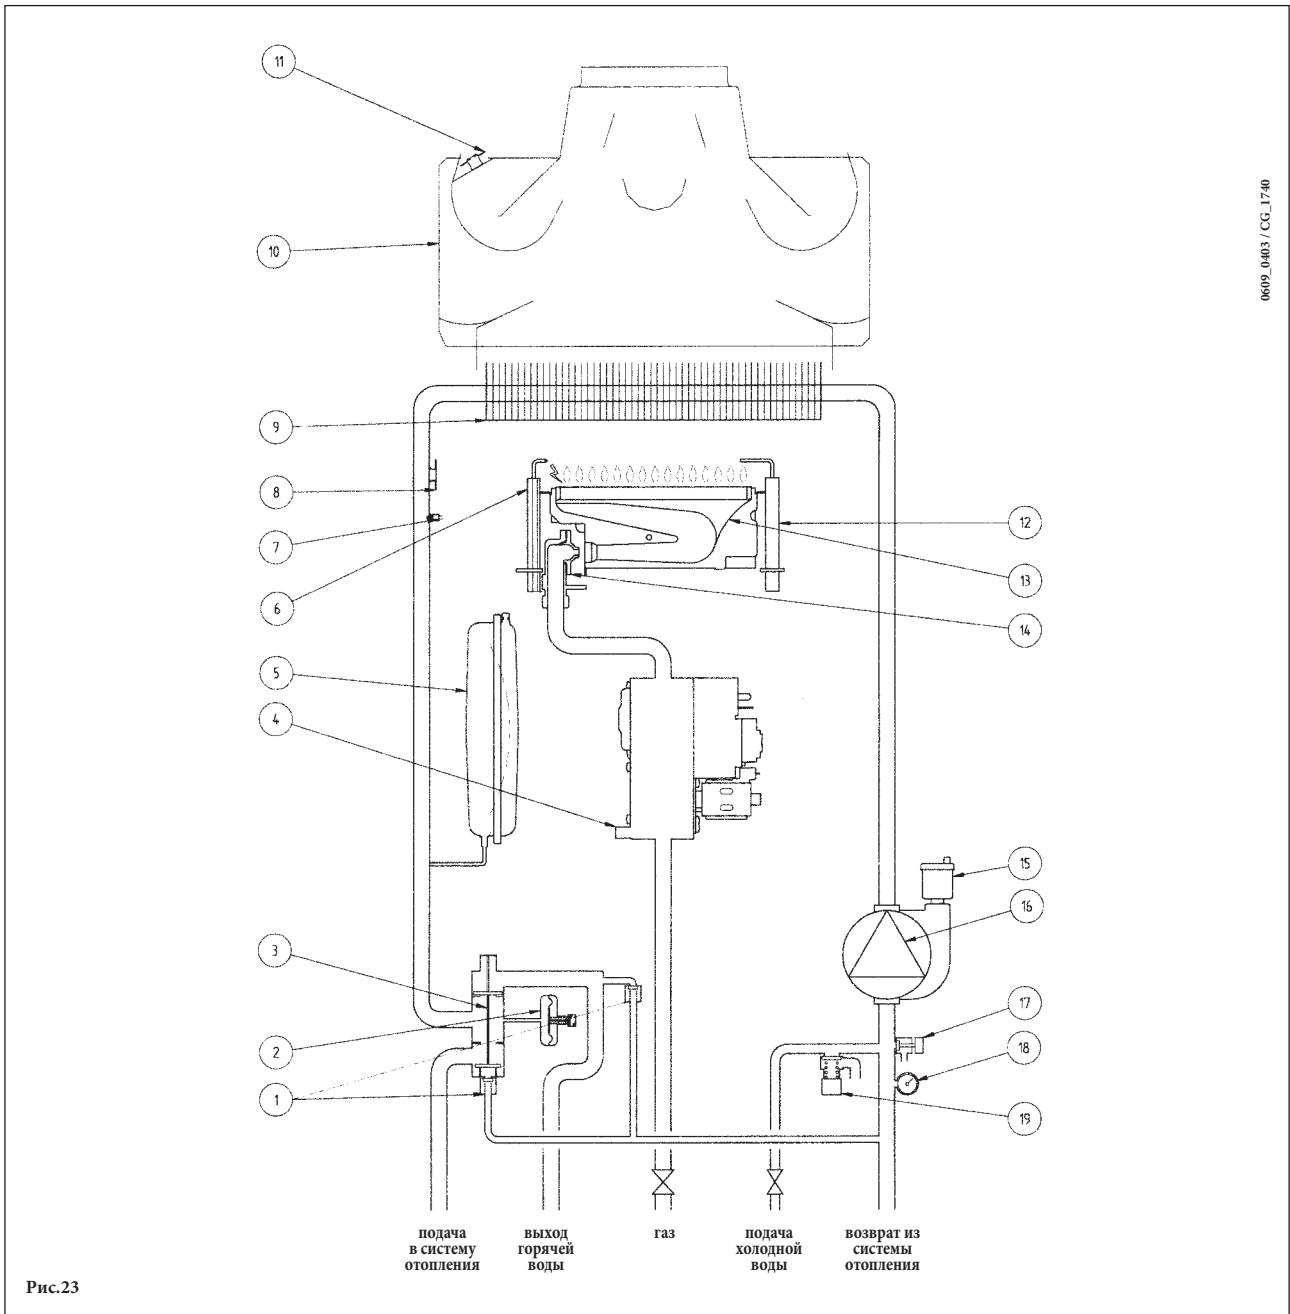 11
10
0609_0403 / CG_1740
9
8
7
6
12
13
14
5
4
15
16
3
17
2
18
1
19
подача
в систему
отопления
выход
горячей
воды
газ
подача
холодной
воды
возврат из
системы
отопления
Рис.23